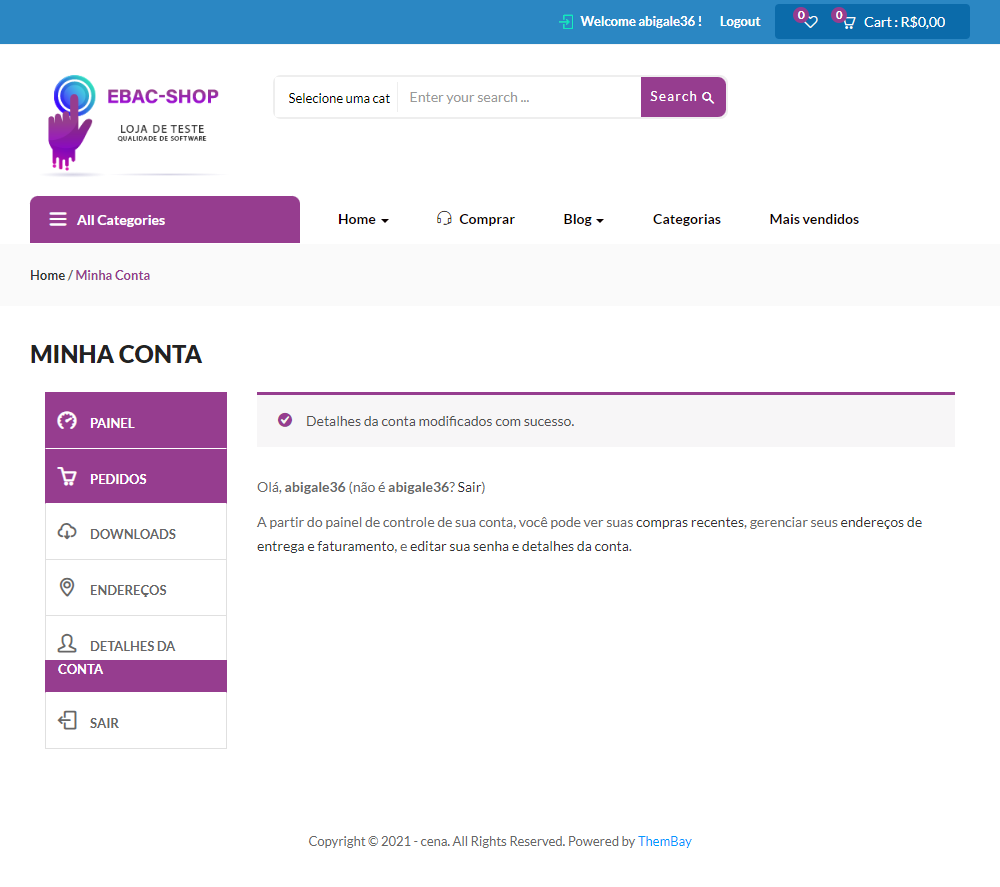 Welcome abigale36 !
Logout
0
0
Cart : R$0,00
EBAC-SHOP
LOJA DE TESTE
QUALIDADE DE SOFTWARE
Selecione uma cat
Enter your search ...
Search
All Categories
Home
Comprar
Blog
Categorias
Mais vendidos
Home / Minha Conta
MINHA CONTA
PAINEL
PEDIDOS
DOWNLOADS
ENDEREÇOS
DETALHES DA
CONTA
SAIR
Detalhes da conta modificados com sucesso.
Olá, abigale36 (não é abigale36? Sair)
A partir do painel de controle de sua conta, você pode ver suas compras recentes, gerenciar seus endereços de
entrega e faturamento, e editar sua senha e detalhes da conta.
Copyright © 2021 - cena. All Rights Reserved. Powered by ThemBay